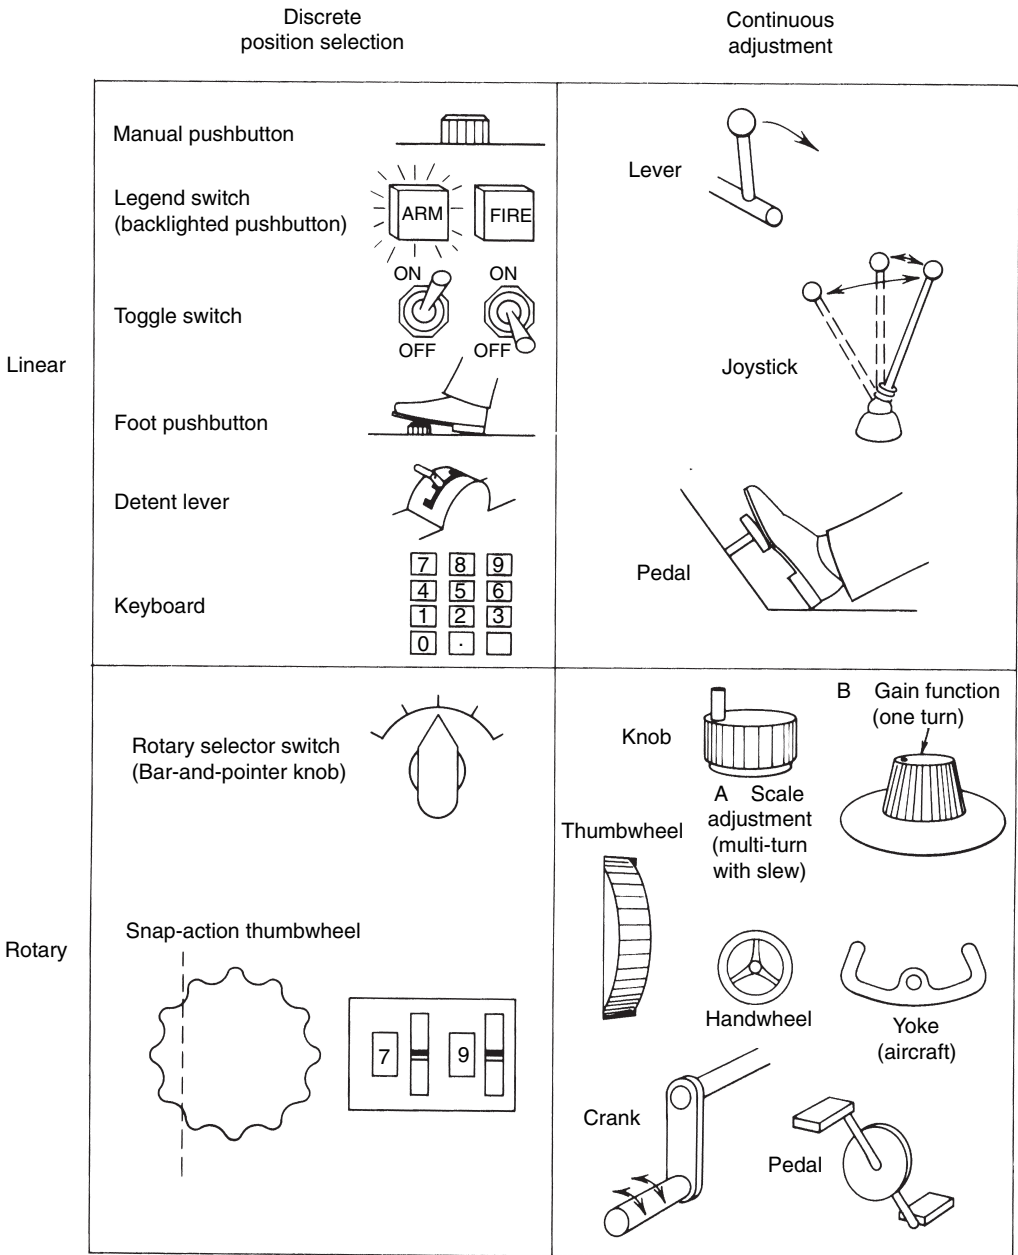 Discrete
position selection
Continuous
adjustment
Linear
Manual pushbutton
Legend switch
(backlighted pushbutton)
ARM
FIRE
Toggle switch
ON
OFF
ON
OFF
Foot pushbutton
Detent lever
Keyboard
7 8 9
4 5 6
1 2 3
0 .
Lever
Joystick
Pedal
Rotary
Rotary selector switch
(Bar-and-pointer knob)
Snap-action thumbwheel
7 9
Knob
A Scale
adjustment
(multi-turn
with slew)
B Gain function
(one turn)
Thumbwheel
Handwheel
Yoke
(aircraft)
Crank
Pedal